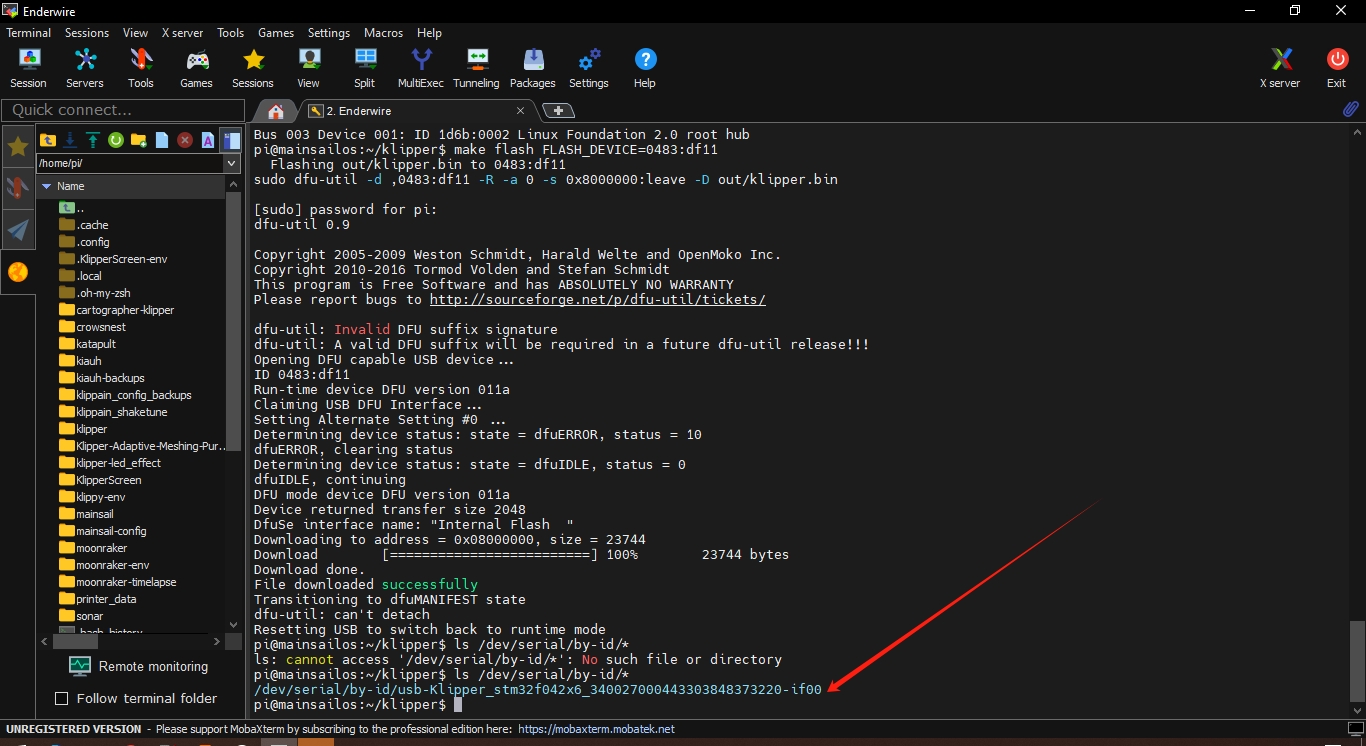 Enderwire
Terminal Sessions View X server Tools Games Settings Macros Help
Session Servers Tools Games Sessions View Split MultiExec Tunneling Packages Settings Help X server Exit
Quick connect...
2. Enderwire
/home/pi/
Name
..
.cache
.config
.KlipperScreen-env
.local
.oh-my-zsh
cartographer-klipper
crowsnest
katapult
kiauh
kiauh-backups
klippain_config_backups
klippain_shaketune
klipper
Klipper-Adaptive-Meshing-Pur...
klipper-led_effect
KlipperScreen
klippy-env
mainsail
mainsail-config
moonraker
moonraker-env
moonraker-timelapse
printer_data
sonar
.bash_history
Remote monitoring
Follow terminal folder
Bus 003 Device 001: ID 1d6b:0002 Linux Foundation 2.0 root hub
pi@mainsailos:~/klipper$ make flash FLASH_DEVICE=0483:df11
Flashing out/klipper.bin to 0483:df11
sudo dfu-util -d ,0483:df11 -R -a 0 -s 0x8000000:leave -D out/klipper.bin
[sudo] password for pi:
dfu-util 0.9
Copyright 2005-2009 Weston Schmidt, Harald Welte and OpenMoko Inc.
Copyright 2010-2016 Tormod Volden and Stefan Schmidt
This program is Free Software and has ABSOLUTELY NO WARRANTY
Please report bugs to http://sourceforge.net/p/dfu-util/tickets/
dfu-util: Invalid DFU suffix signature
dfu-util: A valid DFU suffix will be required in a future dfu-util release!!!
Opening DFU capable USB device...
ID 0483:df11
Run-time device DFU version 011a
Claiming USB DFU Interface...
Setting Alternate Setting #0 ...
Determining device status: state = dfuERROR, status = 10
dfuERROR, clearing status
Determining device status: state = dfuIDLE, status = 0
dfuIDLE, continuing
DFU mode device DFU version 011a
Device returned transfer size 2048
DfuSe interface name: "Internal Flash  "
Downloading to address = 0x08000000, size = 23744
Download        [=========================] 100%        23744 bytes
Download done.
File downloaded successfully
Transitioning to dfuMANIFEST state
dfu-util: can't detach
Resetting USB to switch back to runtime mode
pi@mainsailos:~/klipper$ ls /dev/serial/by-id/*
ls: cannot access '/dev/serial/by-id/*': No such file or directory
pi@mainsailos:~/klipper$ ls /dev/serial/by-id/*
/dev/serial/by-id/usb-Klipper_stm32f042x6_340027000443303848373220-if00
pi@mainsailos:~/klipper$
UNREGISTERED VERSION - Please support MobaXterm by subscribing to the professional edition here: https://mobaxterm.mobatek.net